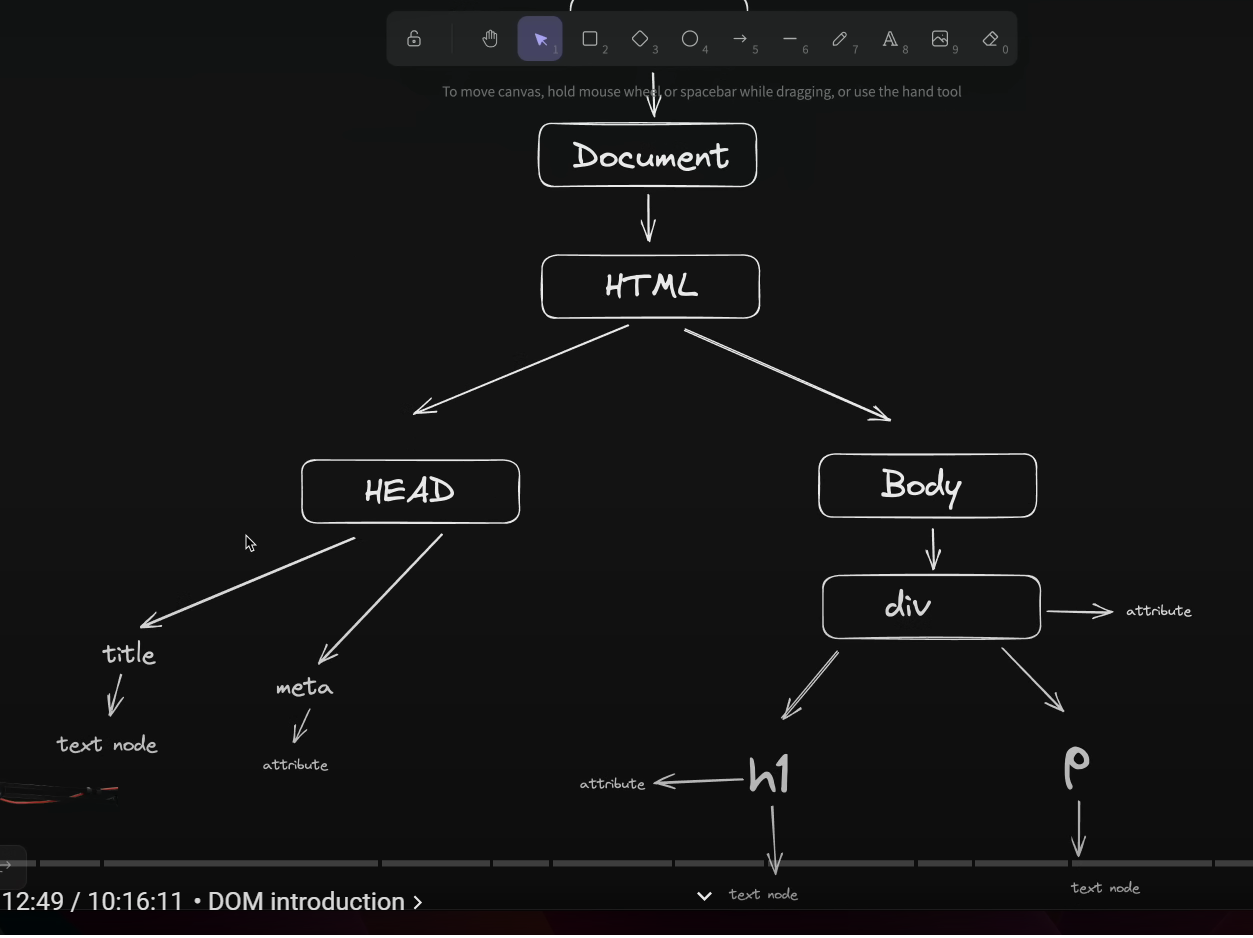 1
2
3
4
5
6
7
A 8
9
0
To move canvas, hold mouse wheel or spacebar while dragging, or use the hand tool
Document
HTML
HEAD
Body
div
attribute
title
meta
text node
attribute
attribute
h1
p
text node
text node
12:49 / 10:16:11 • DOM introduction >